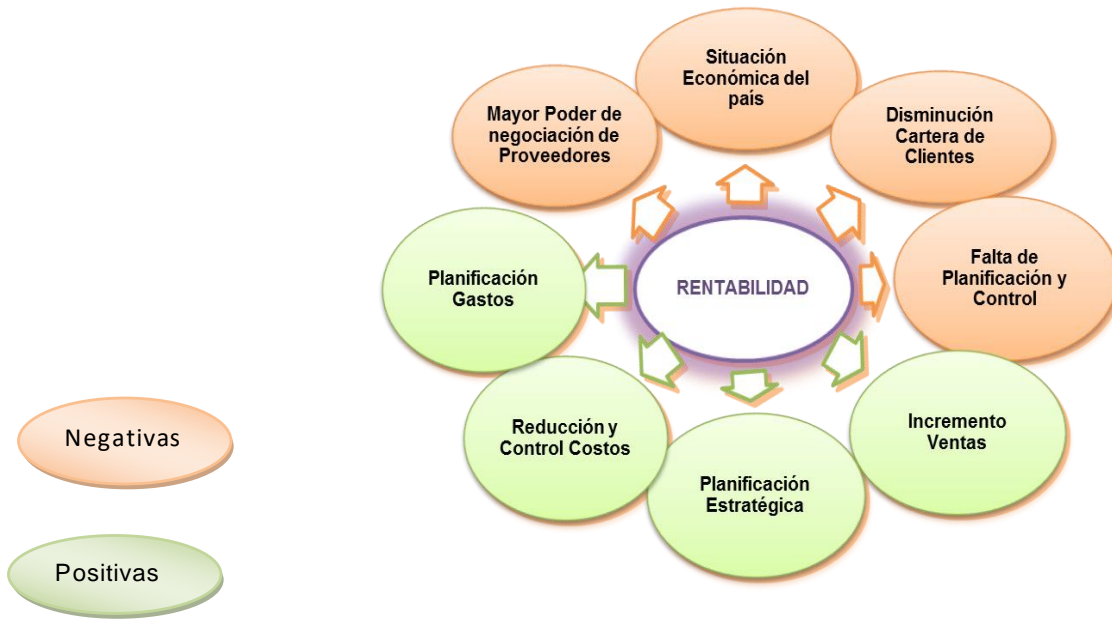 Situación
Económica del
país
Mayor Poder de
negociación de
Proveedores
Disminución
Cartera de
Clientes
Planificación
Gastos
RENTABILIDAD
Falta de
Planificación y
Control
Reducción y
Control Costos
Incremento
Ventas
Planificación
Estratégica
Negativas
Positivas